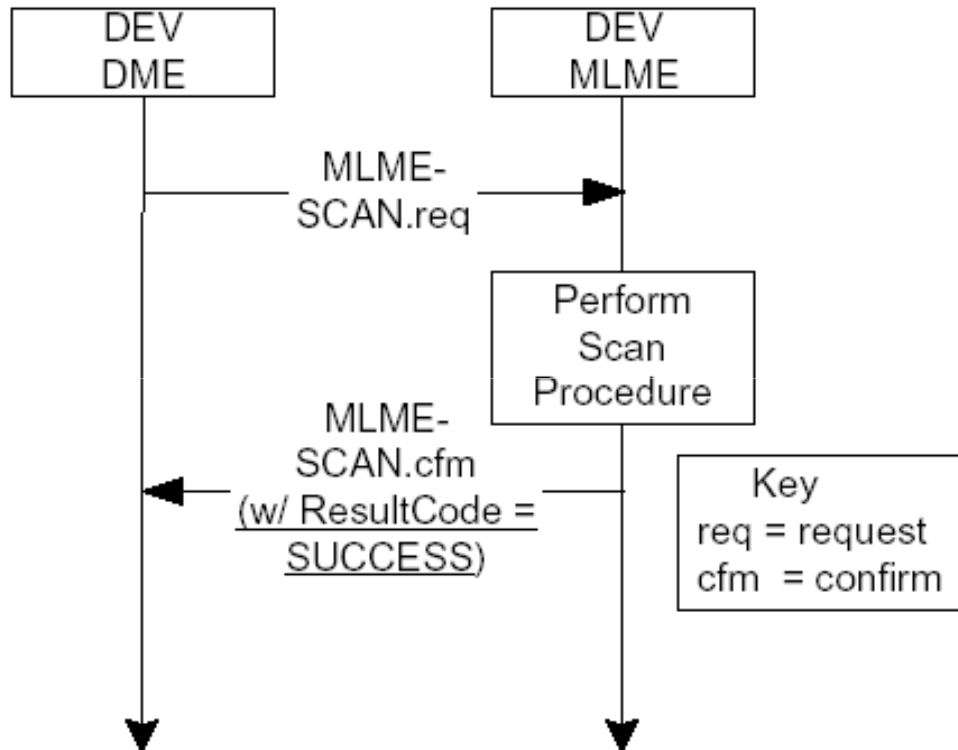 DEV
DME
DEV
MLME
MLME-
SCAN.req
Perform
Scan
Procedure
MLME-
SCAN.cfm
(w/ ResultCode =
SUCCESS)
Key
req = request
cfm = confirm